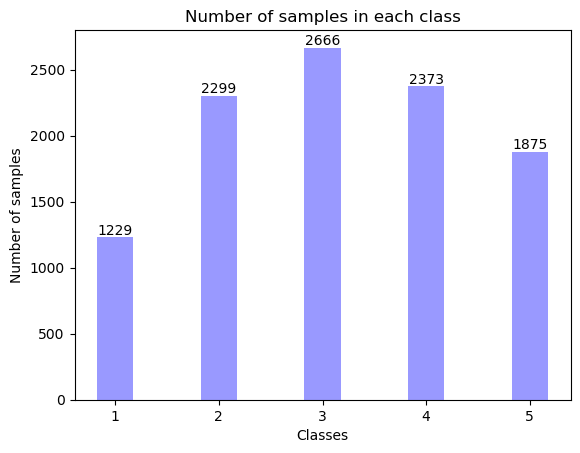 Number of samples in each class
Number of samples
2500
2000
1500
1000
500
0
1229
2299
2666
2373
1875
1 2 3 4 5
Classes